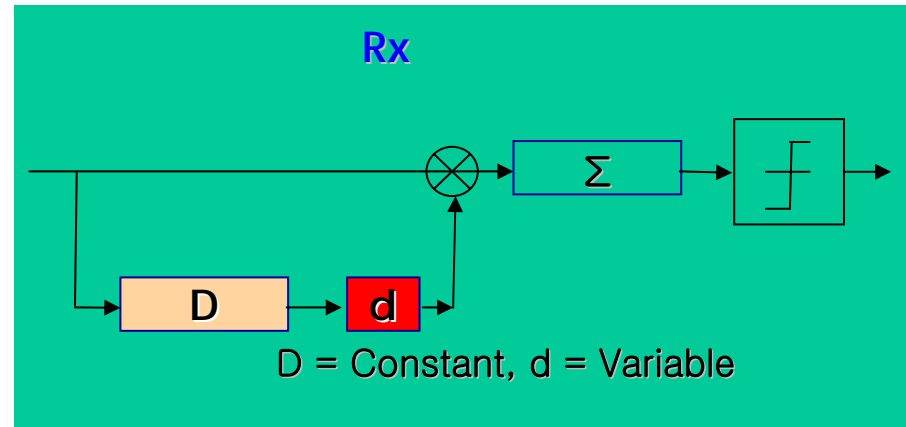 Rx
Σ
D
d
D = Constant, d = Variable